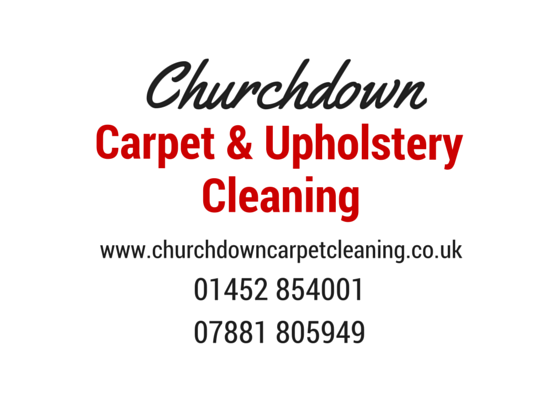 Churchdown
Carpet & Upholstery
Cleaning
www.churchdowncarpetcleaning.co.uk
01452 854001
07881 805949